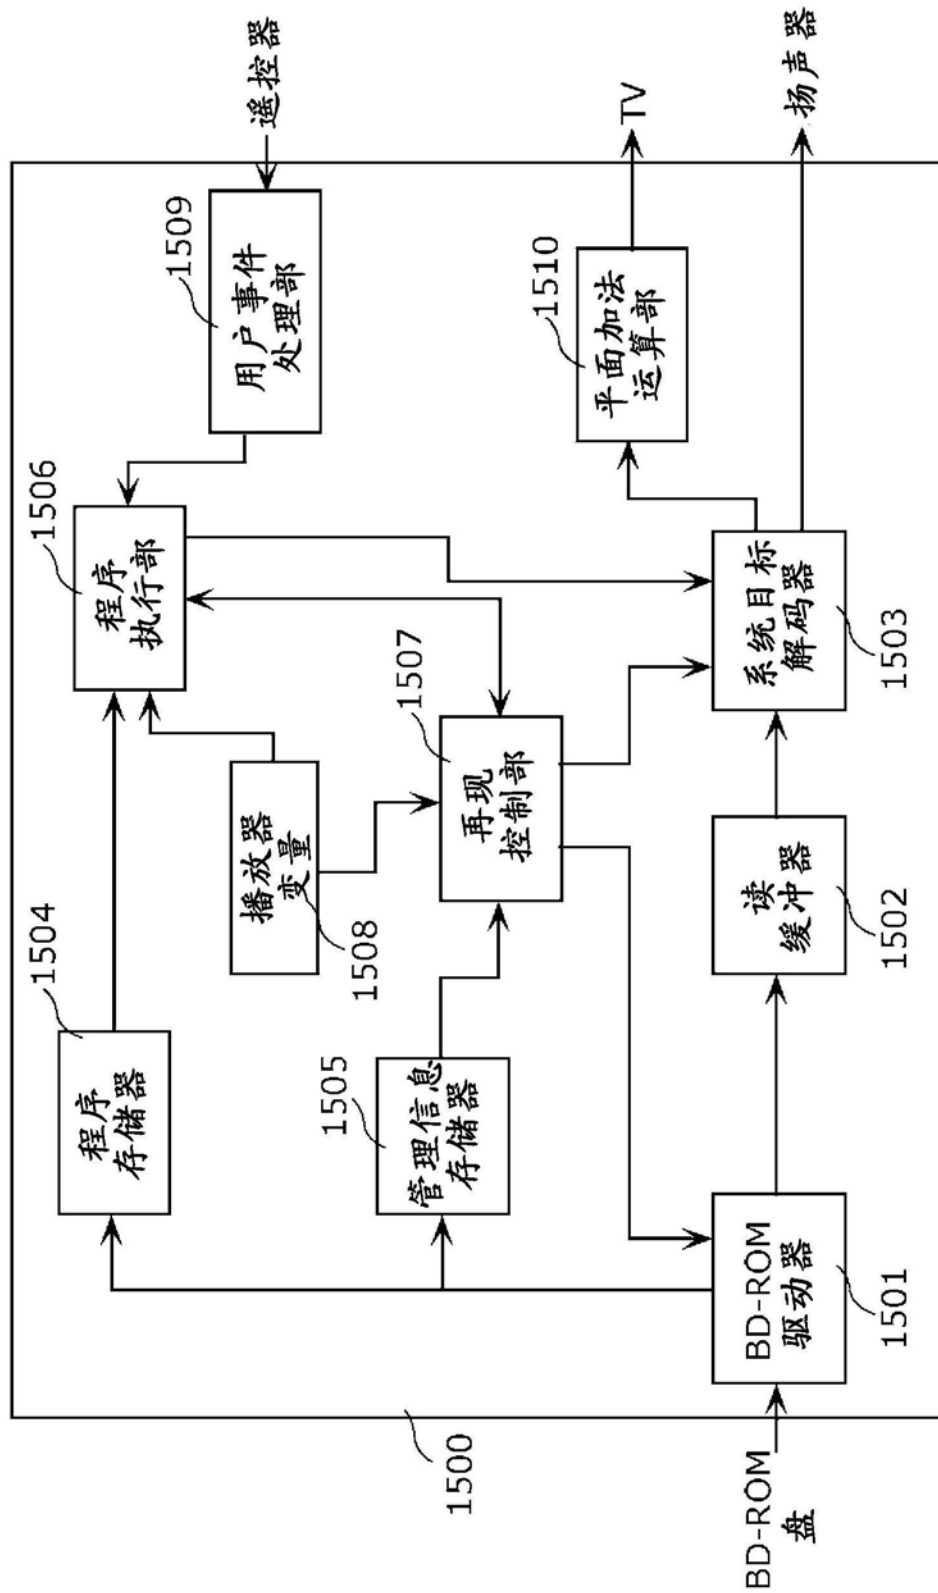 程序
存储器
1504
程序
执行部
1506
用户事件
处理部
1509
遥控器
播放器
变量
1508
管理信息
存储器
1505
再现
控制部
1507
平面加法
运算部
1510
TV
1500
BD-ROM
盘
BD-ROM
驱动器
1501
读
缓冲器
1502
系统目标
解码器
1503
扬声器